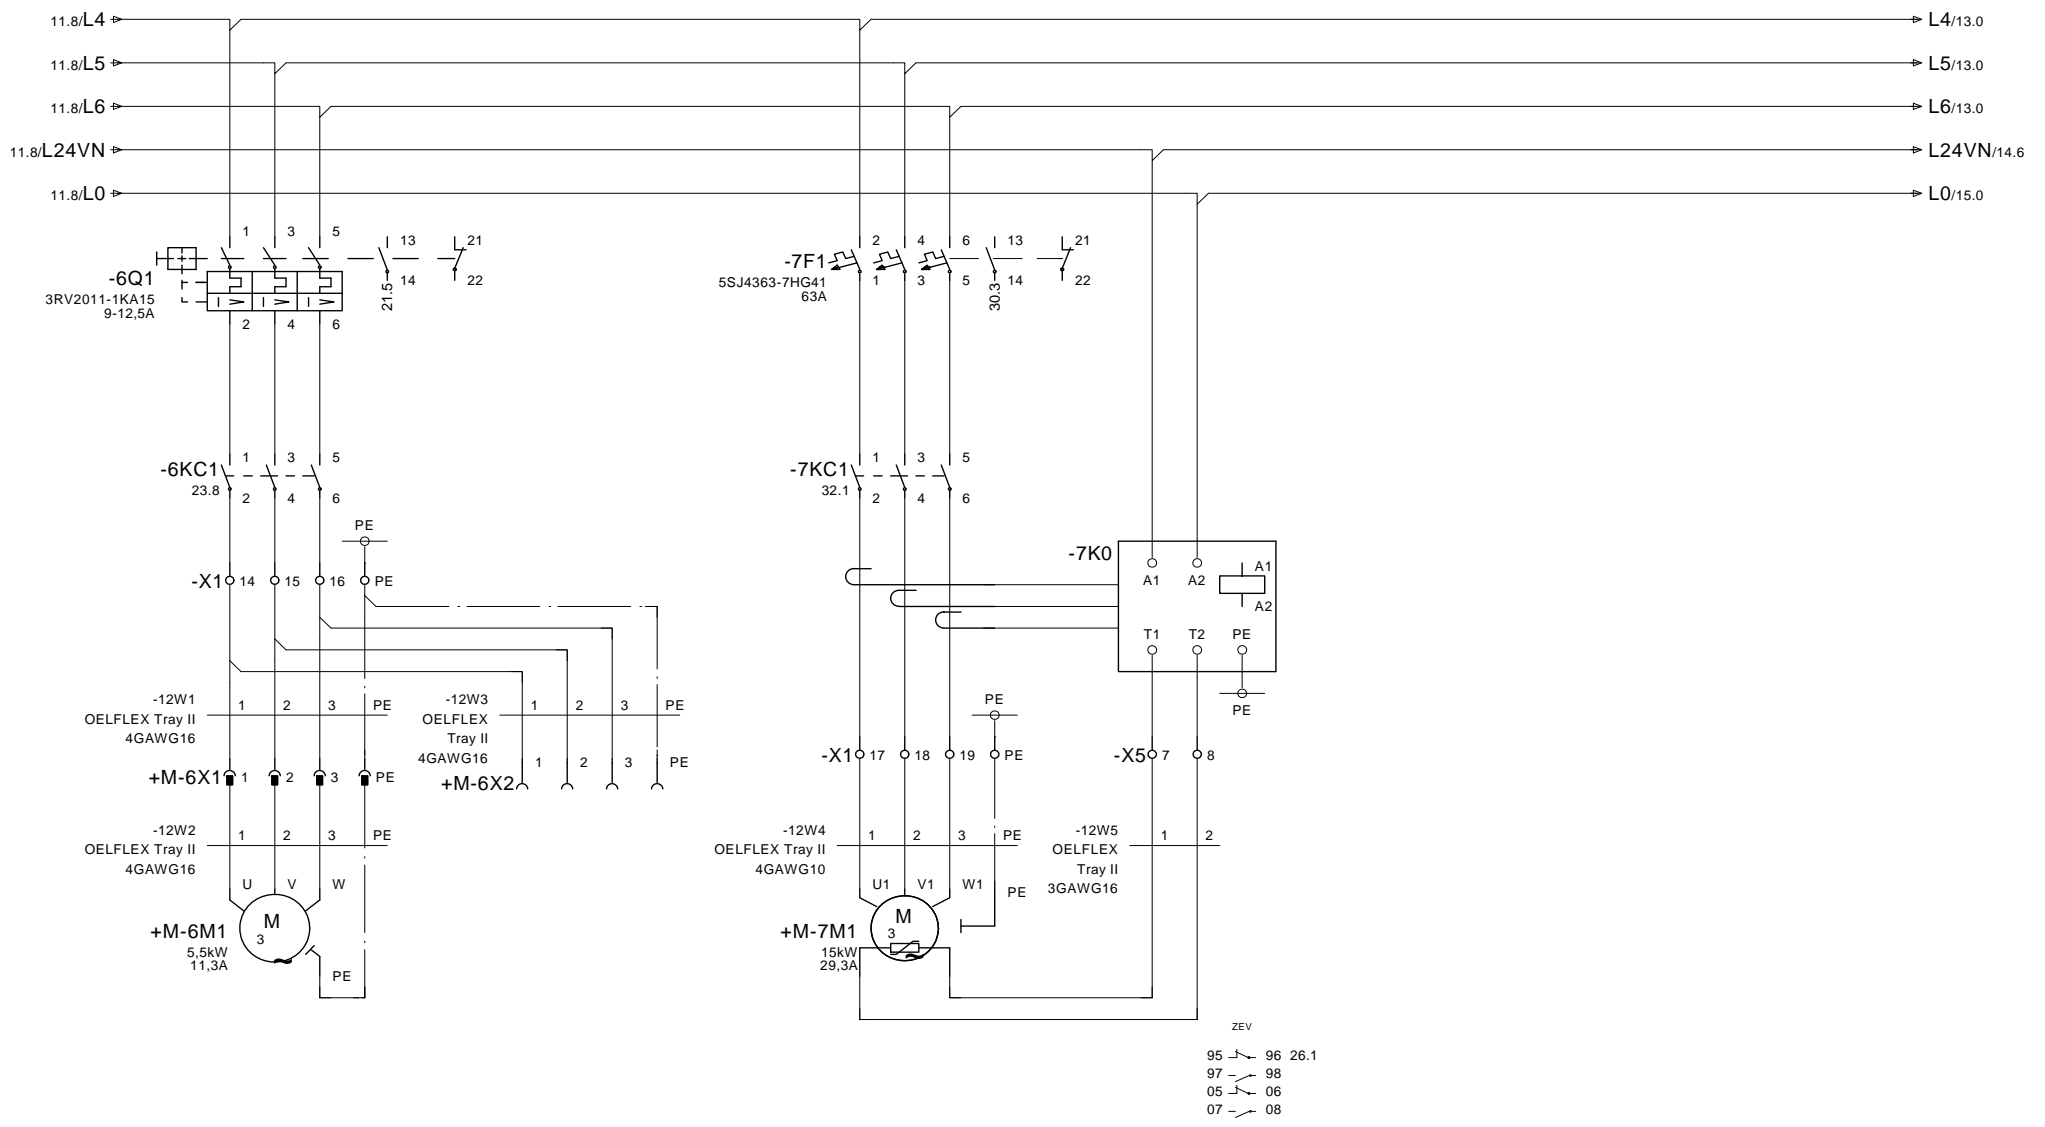 11.8/L4
L4/13.0
11.8/L5
L5/13.0
11.8/L6
L6/13.0
11.8/L24VN
L24VN/14.6
11.8/L0
L0/15.0
1 3 5 13 21
-6Q1
3RV2011-1KA15
9-12,5A
14 22
21.5
I > I > I >
2 4 6
2 4 6 13 21
-7F1
5SJ4363-7HG41
63A
1 3 5 14 22
30.3
-6KC1
23.8
1 3 5
2 4 6
-7KC1
32.1
1 3 5
2 4 6
PE
-X1 14 15 16 PE
-7K0
A1 A2
A1
A2
T1 T2 PE
PE
-12W1
OELFLEX Tray II
4GAWG16
1 2 3 PE
-12W3
OELFLEX
Tray II
4GAWG16
1 2 3 PE
1 2 3 PE
+M-6X1 1 2 3 PE
+M-6X2
PE
-X1 17 18 19 PE
-X5 7 8
-12W2
OELFLEX Tray II
4GAWG16
1 2 3 PE
-12W4
OELFLEX Tray II
4GAWG10
1 2 3 PE
-12W5
OELFLEX
Tray II
3GAWG16
1 2
U V W
+M-6M1
5,5kW
11,3A
M
3
PE
U1 V1 W1 PE
+M-7M1
15kW
29,3A
M
3
ZEV
95 96 26.1
97 98
05 06
07 08